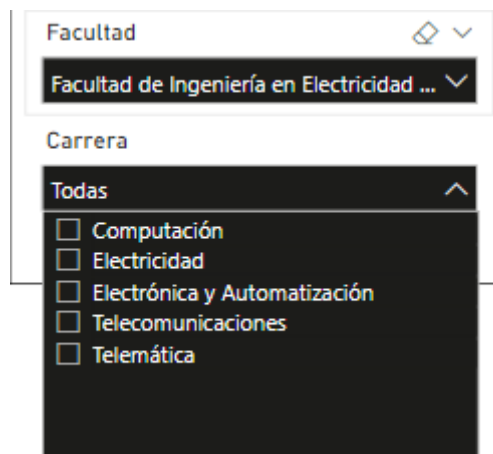 Facultad
Facultad de Ingeniería en Electricidad ...
Carrera
Todas
Computación
Electricidad
Electrónica y Automatización
Telecomunicaciones
Telemática